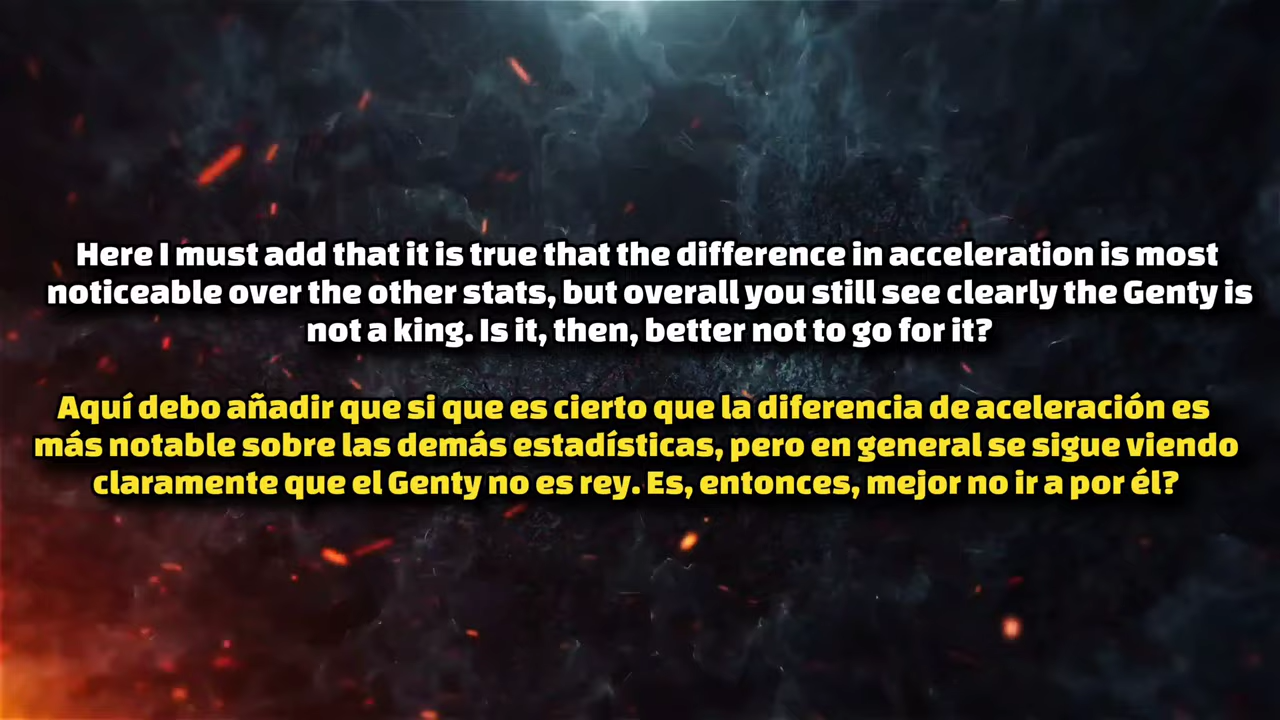 Here I must add that it is true that the difference in acceleration is most
noticeable over the other stats, but overall you still see clearly the Genty is
not a king. Is it, then, better not to go for it?
Aquí debo añadir que si que es cierto que la diferencia de aceleración es
más notable sobre las demás estadísticas, pero en general se sigue viendo
claramente que el Genty no es rey. Es, entonces, mejor no ir a por él?